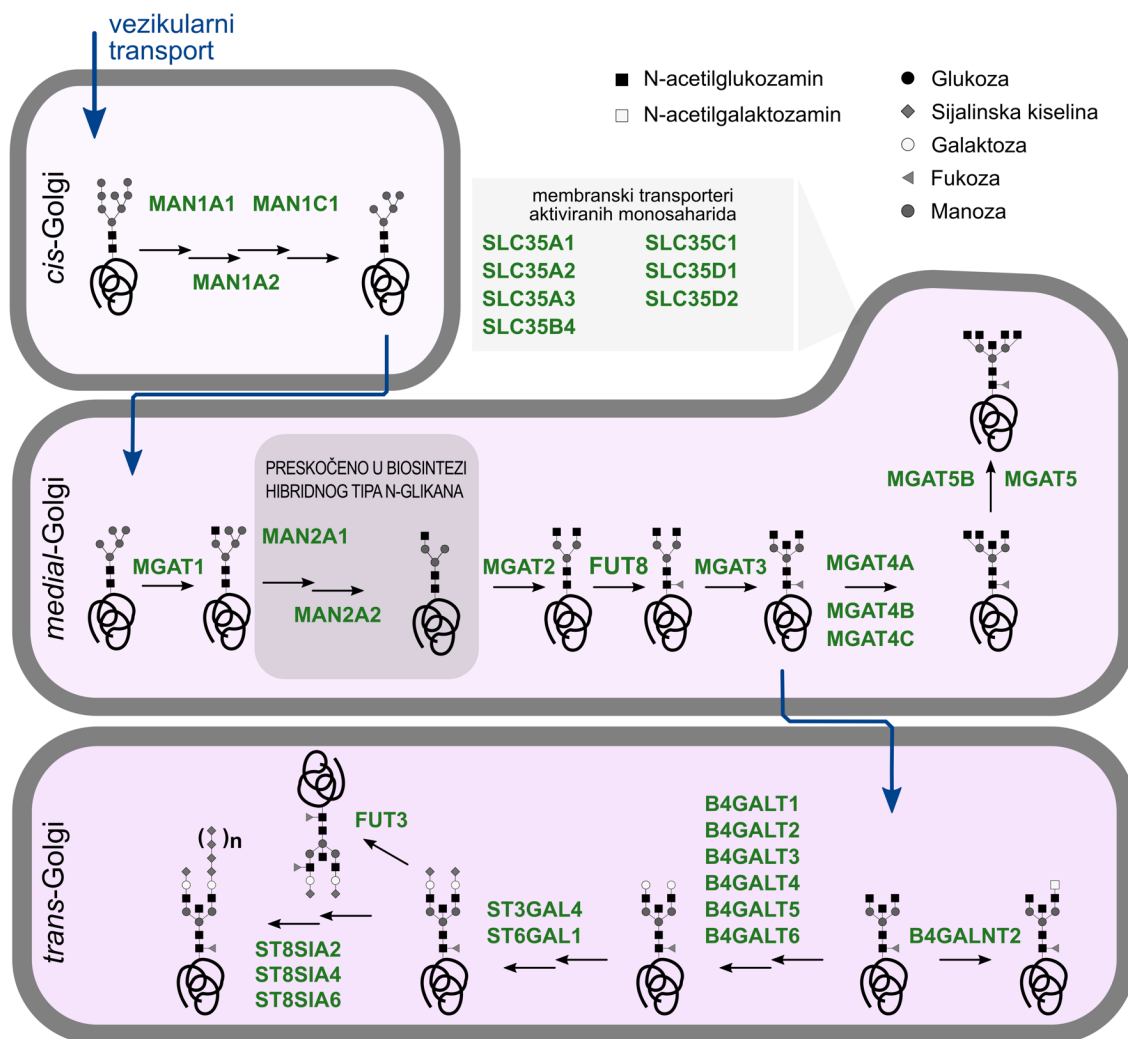 vezikularni
transport
N-acetilglukozamin
N-acetilgalaktozamin
Glukoza
Sijalinska kiselina
Galaktoza
Fukoza
Manoza
cis-Golgi
MAN1A1
MAN1C1
MAN1A2
membranski transporteri
aktiviranih monosaharida
SLC35A1
SLC35C1
SLC35A2
SLC35D1
SLC35A3
SLC35D2
SLC35B4
medial-Golgi
MGAT1
PRESKOČENO U BIOSINTEZI
HIBRIDNOG TIPA N-GLIKANA
MAN2A1
MAN2A2
MGAT2
FUT8
MGAT3
MGAT4A
MGAT4B
MGAT4C
MGAT5B
MGAT5
trans-Golgi
( )n
FUT3
ST8SIA2
ST8SIA4
ST8SIA6
ST3GAL4
ST6GAL1
B4GALT1
B4GALT2
B4GALT3
B4GALT4
B4GALT5
B4GALT6
B4GALNT2